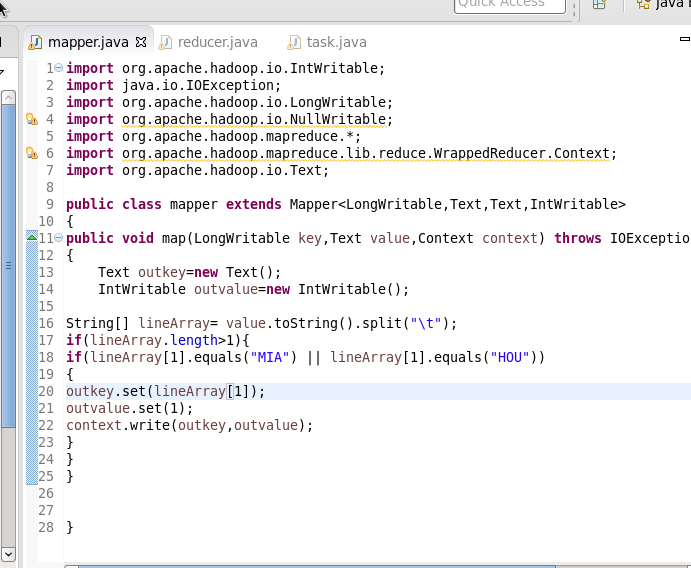 Quick Access
Java E
mapper.java
reducer.java
task.java
1 import org.apache.hadoop.io.IntWritable;
2 import java.io.IOException;
3 import org.apache.hadoop.io.LongWritable;
4 import org.apache.hadoop.io.NullWritable;
5 import org.apache.hadoop.mapreduce.*;
6 import org.apache.hadoop.mapreduce.lib.reduce.WrappedReducer.Context;
7 import org.apache.hadoop.io.Text;
8
9 public class mapper extends Mapper<LongWritable,Text,Text,IntWritable>
10 {
11 public void map(LongWritable key,Text value,Context context) throws IOExceptio
12 {
13 Text outkey=new Text();
14 IntWritable outvalue=new IntWritable();
15
16 String[] lineArray= value.toString().split("\t");
17 if(lineArray.length>1){
18 if(lineArray[1].equals("MIA") || lineArray[1].equals("HOU"))
19 {
20 outkey.set(lineArray[1]);
21 outvalue.set(1);
22 context.write(outkey,outvalue);
23 }
24 }
25 }
26
27
28 }